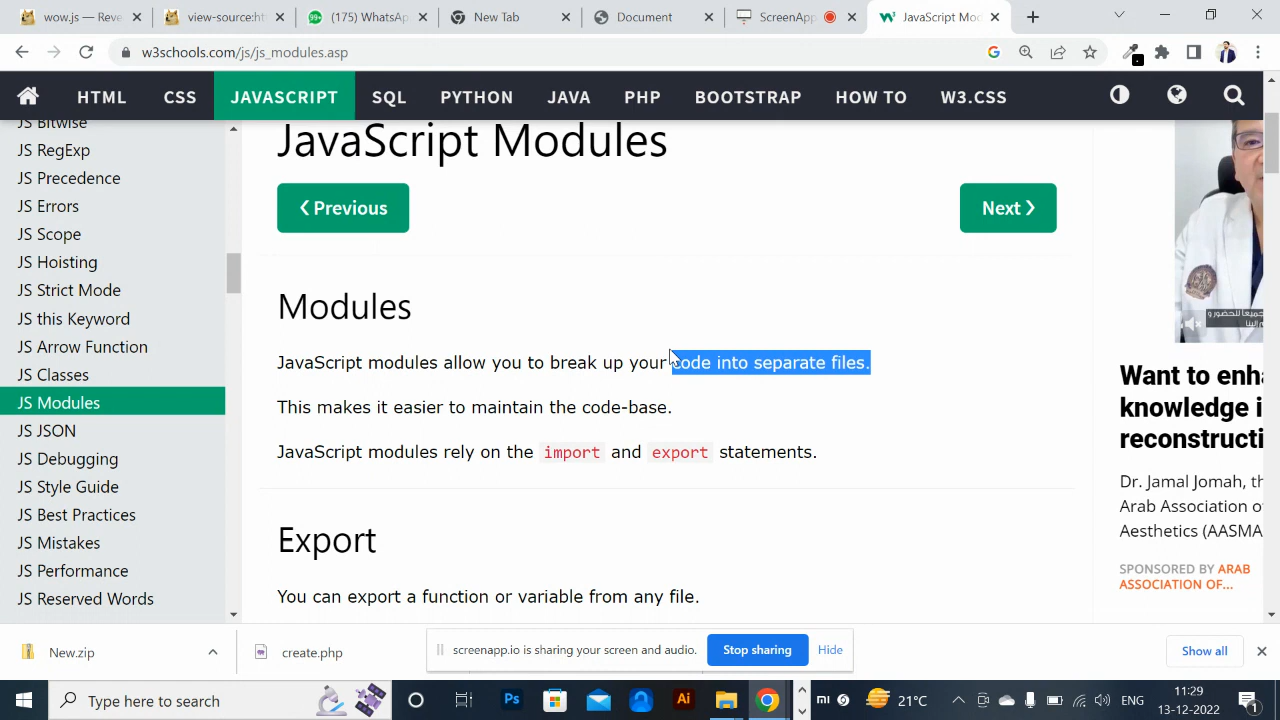 wow.js — Reve
view-source:ht
99+
(175) WhatsAp
New Tab
Document
ScreenApp
JavaScript Mod
w3schools.com/js/js_modules.asp
HTML
CSS
JAVASCRIPT
SQL
PYTHON
JAVA
PHP
BOOTSTRAP
HOW TO
W3.CSS
JS Bitwise
JS RegExp
JS Precedence
JS Errors
JS Scope
JS Hoisting
JS Strict Mode
JS this Keyword
JS Arrow Function
JS Classes
JS Modules
JS JSON
JS Debugging
JS Style Guide
JS Best Practices
JS Mistakes
JS Performance
JS Reserved Words
JavaScript Modules
❮ Previous
Next ❯
Modules
JavaScript modules allow you to break up your code into separate files.
This makes it easier to maintain the code-base.
JavaScript modules rely on the import and export statements.
Export
You can export a function or variable from any file.
Want to enha
knowledge i
reconstructi
Dr. Jamal Jomah, th
Arab Association of
Aesthetics (AASMA
SPONSORED BY ARAB
ASSOCIATION OF...
New.zip
create.php
screenapp.io is sharing your screen and audio.
Stop sharing
Hide
Show all
Type here to search
Ps
Ai
21°C
ENG
11:29
13-12-2022